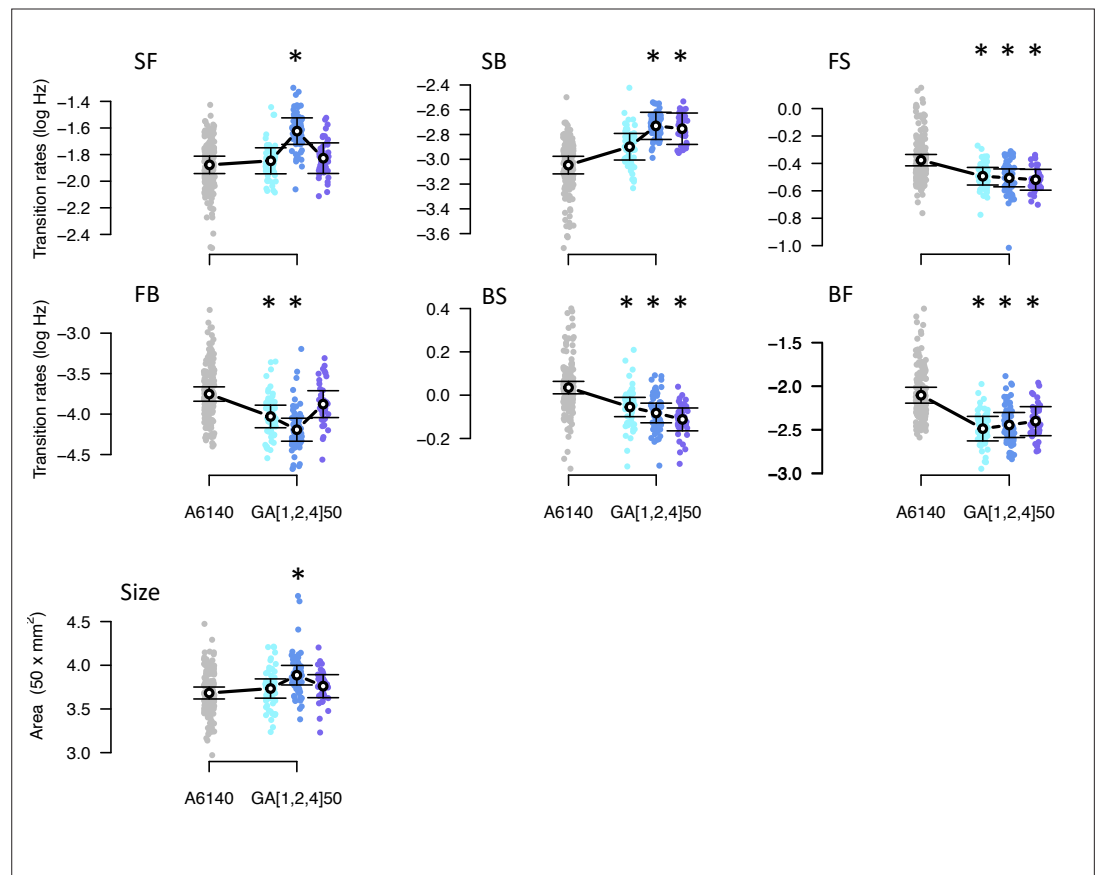 SF
*
Transition rates (log Hz)
−1.4
−1.6
−1.8
−2.0
−2.2
−2.4
SB
* *
−2.4
−2.6
−2.8
−3.0
−3.2
−3.4
−3.6
FS
* * *
0.0
−0.2
−0.4
−0.6
−0.8
−1.0
FB
* *
Transition rates (log Hz)
−3.0
−3.5
−4.0
−4.5
A6140 GA[1,2,4]50
BS
* * *
0.4
0.2
0.0
−0.2
A6140 GA[1,2,4]50
BF
* * *
−1.5
−2.0
−2.5
−3.0
A6140 GA[1,2,4]50
Size
*
Area (50 x mm²)
4.5
4.0
3.5
3.0
A6140 GA[1,2,4]50